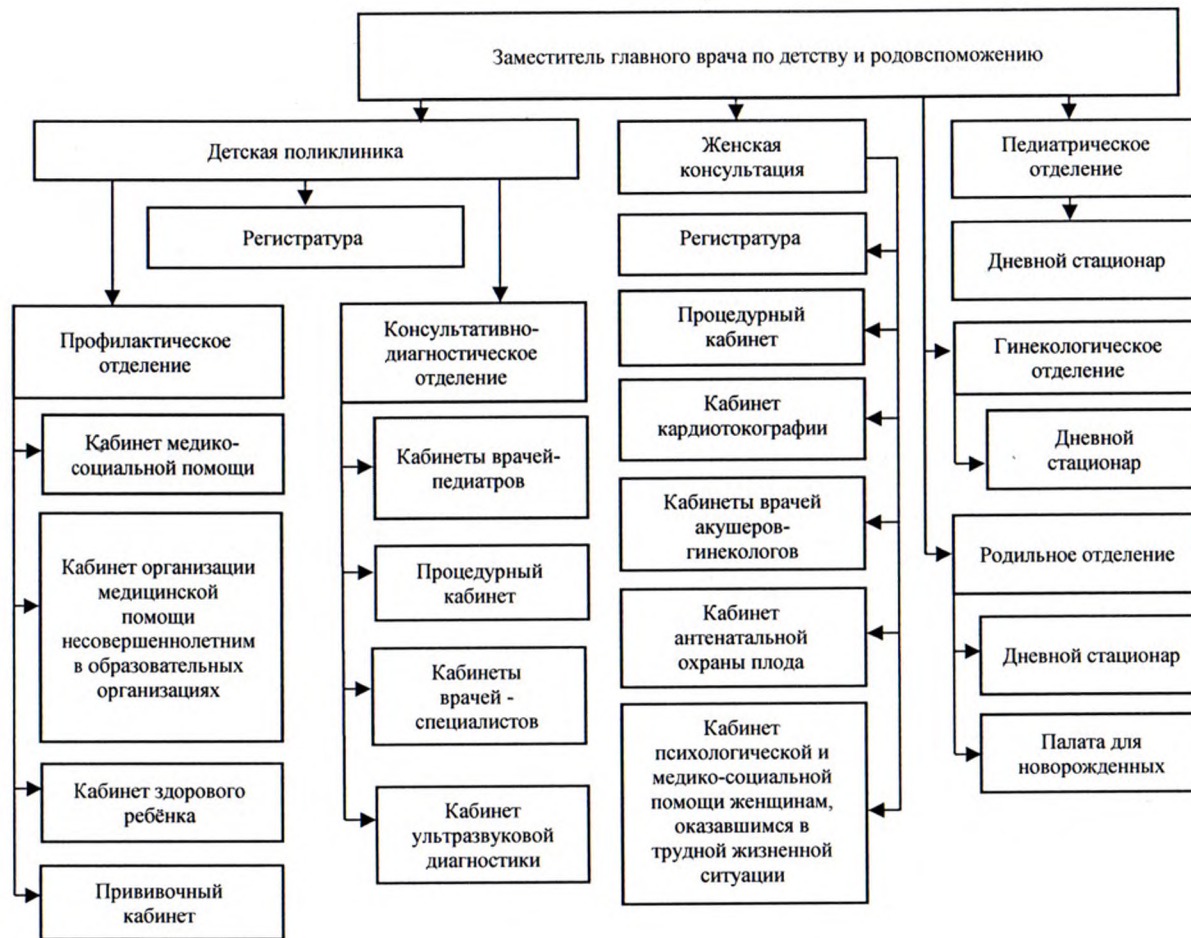 Заместитель главного врача по детству и родовспоможению
Детская поликлиника
Регистратура
Профилактическое
отделение
Кабинет медико-
социальной помощи
Кабинет организации
медицинской
помощи
несовершеннолетним
в образовательных
организациях
Кабинет здорового
ребёнка
Прививочный
кабинет
Консультативно-
диагностическое
отделение
Кабинеты врачей-
педиатров
Процедурный
кабинет
Кабинеты
врачей -
специалистов
Кабинет
ультразвуковой
диагностики
Женская
консультация
Регистратура
Процедурный
кабинет
Кабинет
кардиотокографии
Кабинеты врачей
акушеров-
гинекологов
Кабинет
антенатальной
охраны плода
Кабинет
психологической и
медико-социальной
помощи женщинам,
оказавшимся в
трудной жизненной
ситуации
Педиатрическое
отделение
Дневной стационар
Гинекологическое
отделение
Дневной
стационар
Родильное отделение
Дневной стационар
Палата для
новорожденных